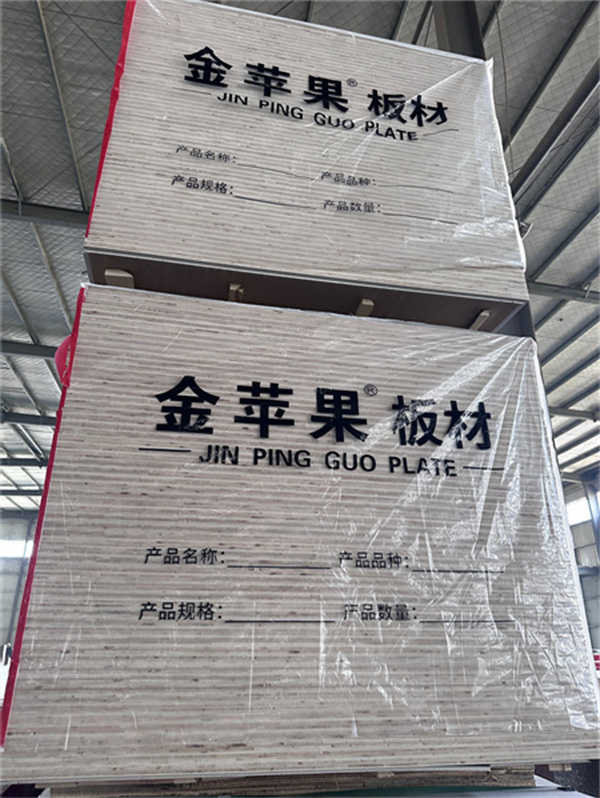 金苹果® 板材
JIN PING GUO PLATE
产品名称：
产品品种：
产品规格：
产品数量：
金苹果® 板材
JIN PING GUO PLATE
产品名称：
产品品种：
产品规格：
产品数量：